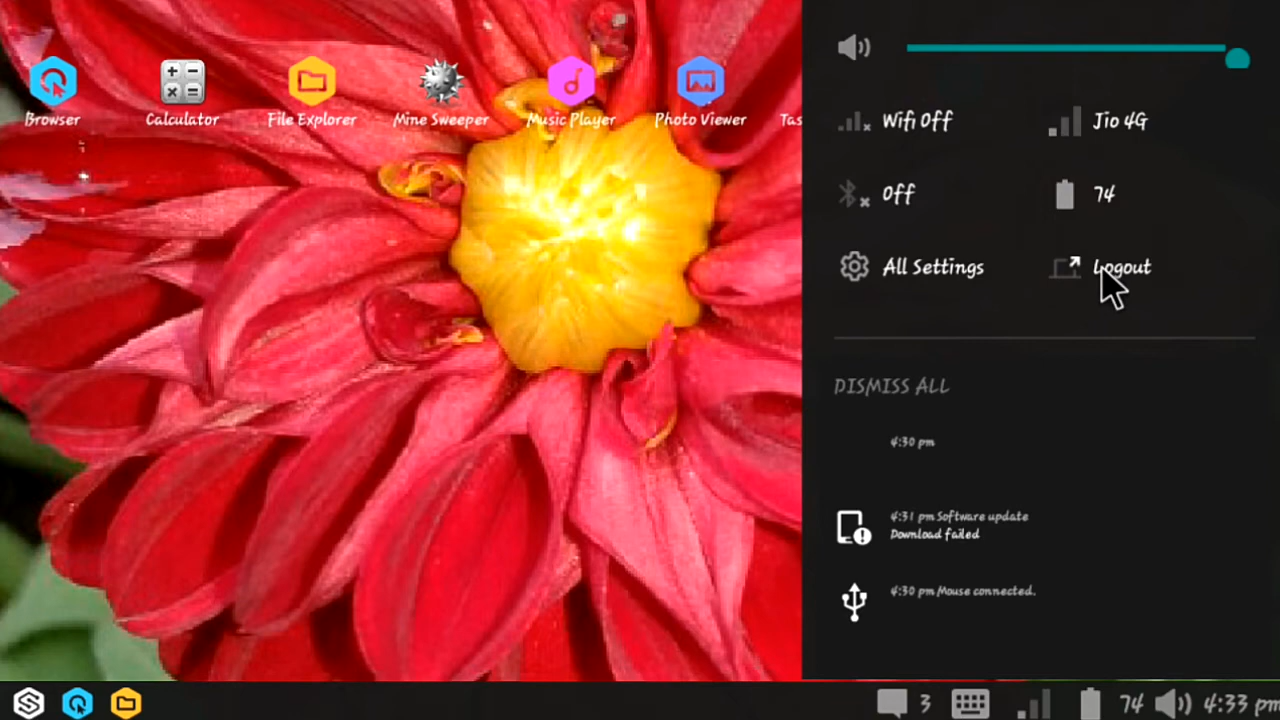 Browser
Calculator
File Explorer
Mine Sweeper
Music Player
Photo Viewer
Tas
Wifi Off
Jio 4G
Off
74
All Settings
Logout
DISMISS ALL
4:30 pm
4:31 pm Software update
Download failed
4:30 pm Mouse connected.
3
74
4:33 pm